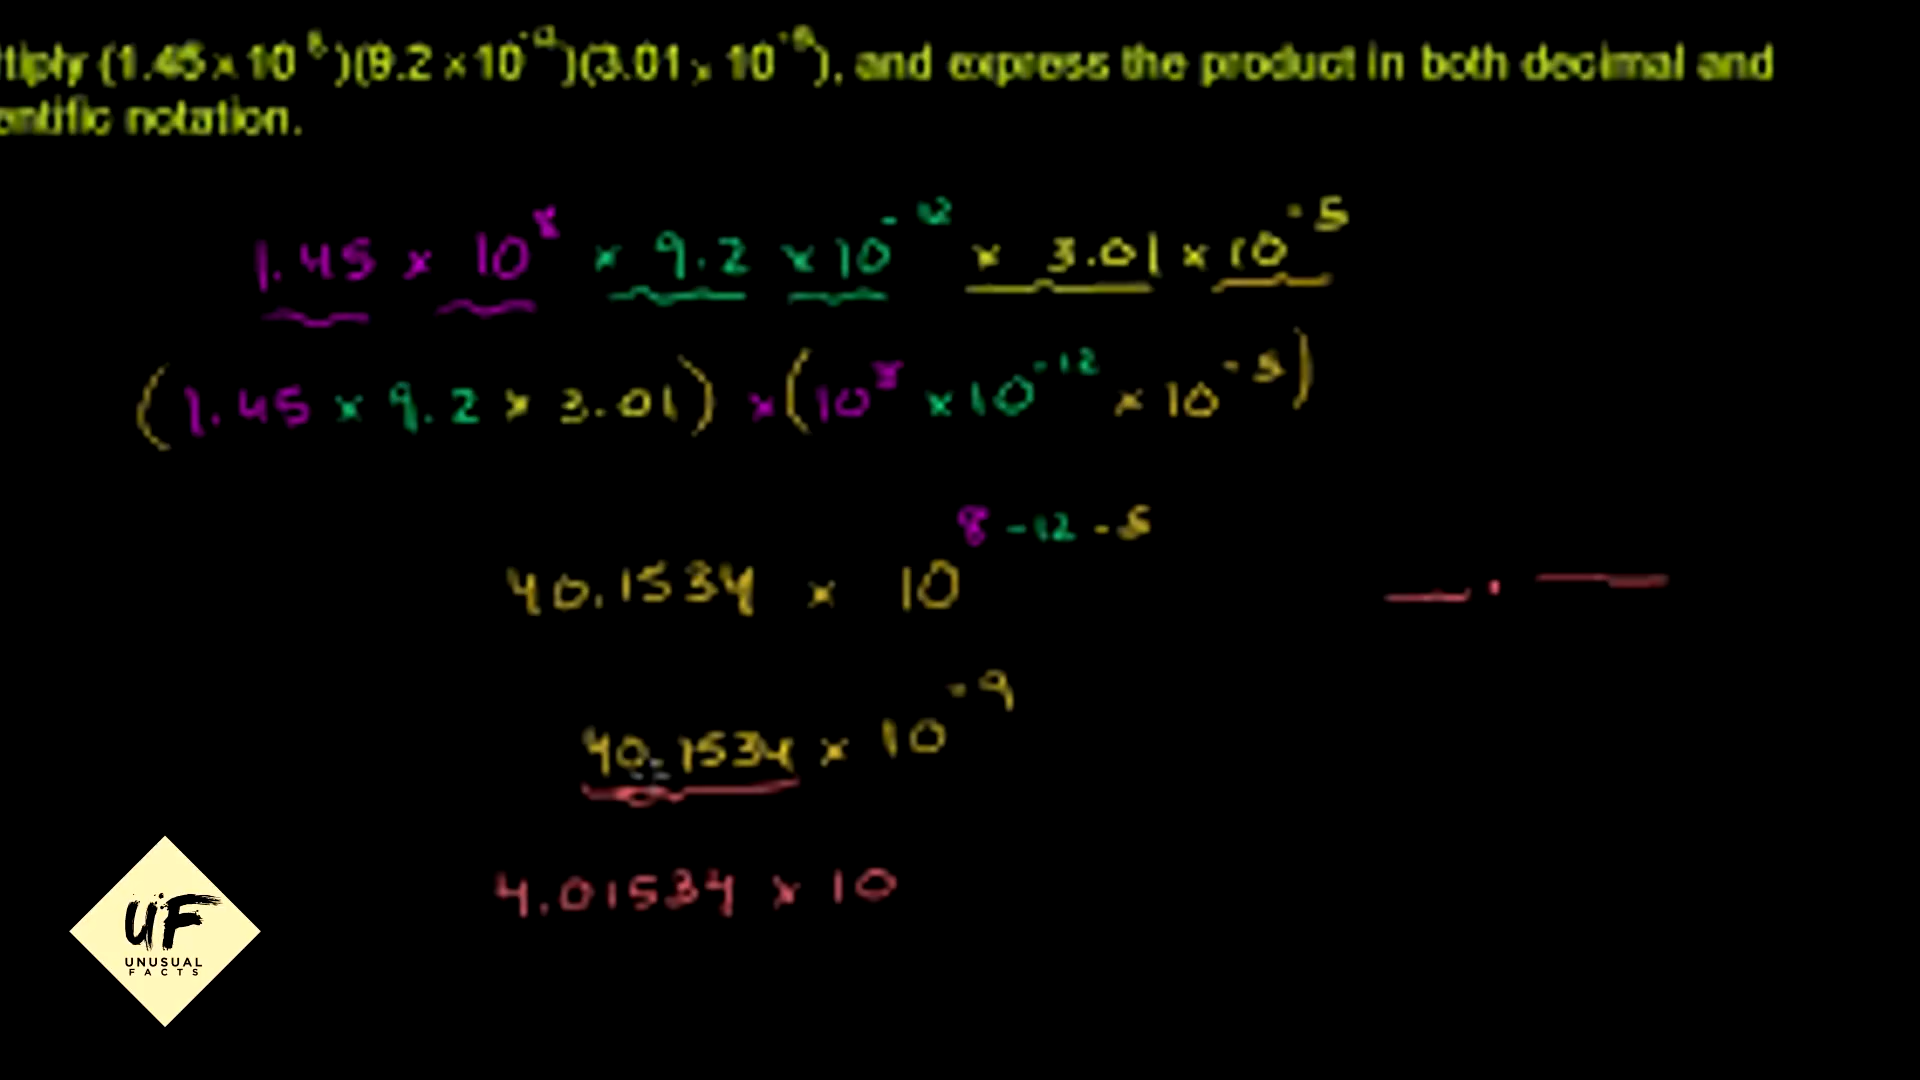 tiply (1.45 x 10⁸)(9.2 x 10⁻¹²)(3.01 x 10⁻⁵), and express the product in both decimal and
entific notation.
1.45 x 10⁸ x 9.2 x 10⁻¹² x 3.01 x 10⁻⁵
(1.45 x 9.2 x 3.01) x (10⁸ x 10⁻¹² x 10⁻⁵)
40.1534 x 10⁸⁻¹²⁻⁵
40.1534 x 10⁻⁹
4.01534 x 10
UF
UNUSUAL
FACTS